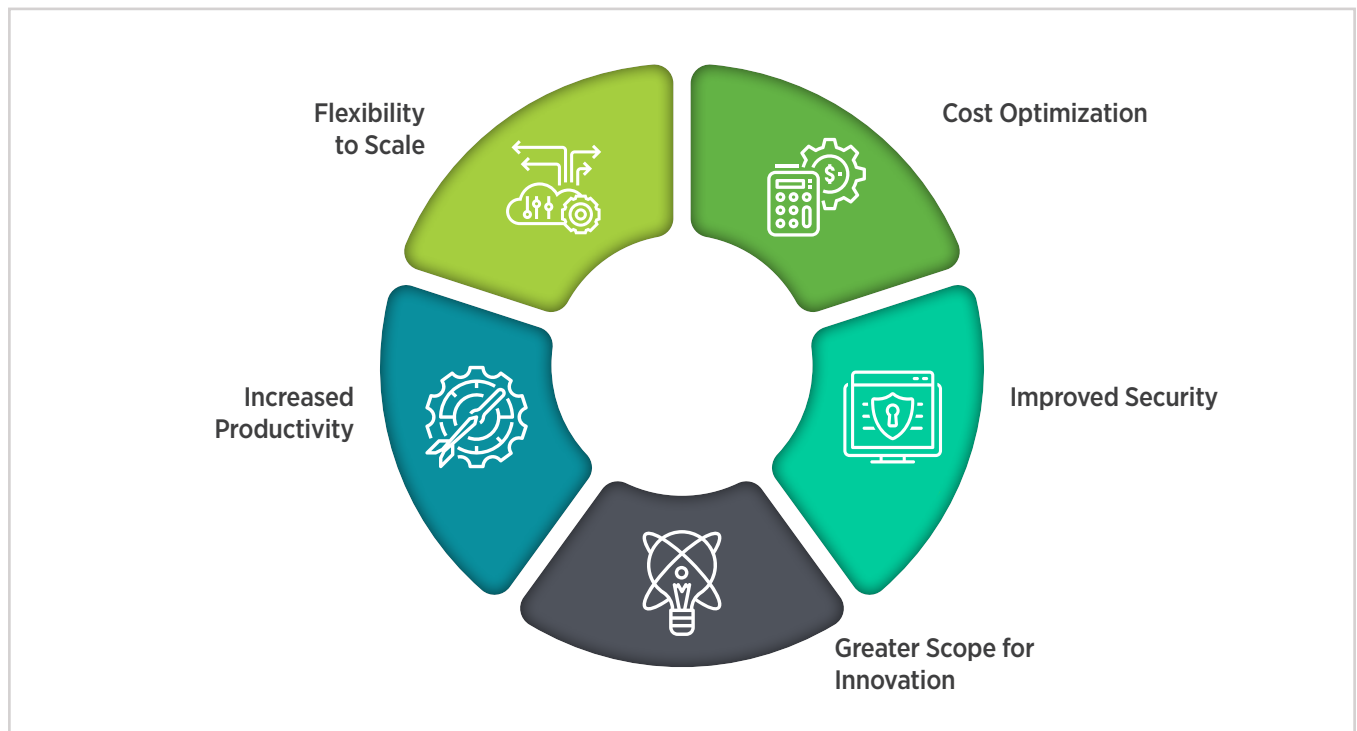 Flexibility
to Scale
Cost Optimization
$
Increased
Productivity
Improved Security
Greater Scope for
Innovation